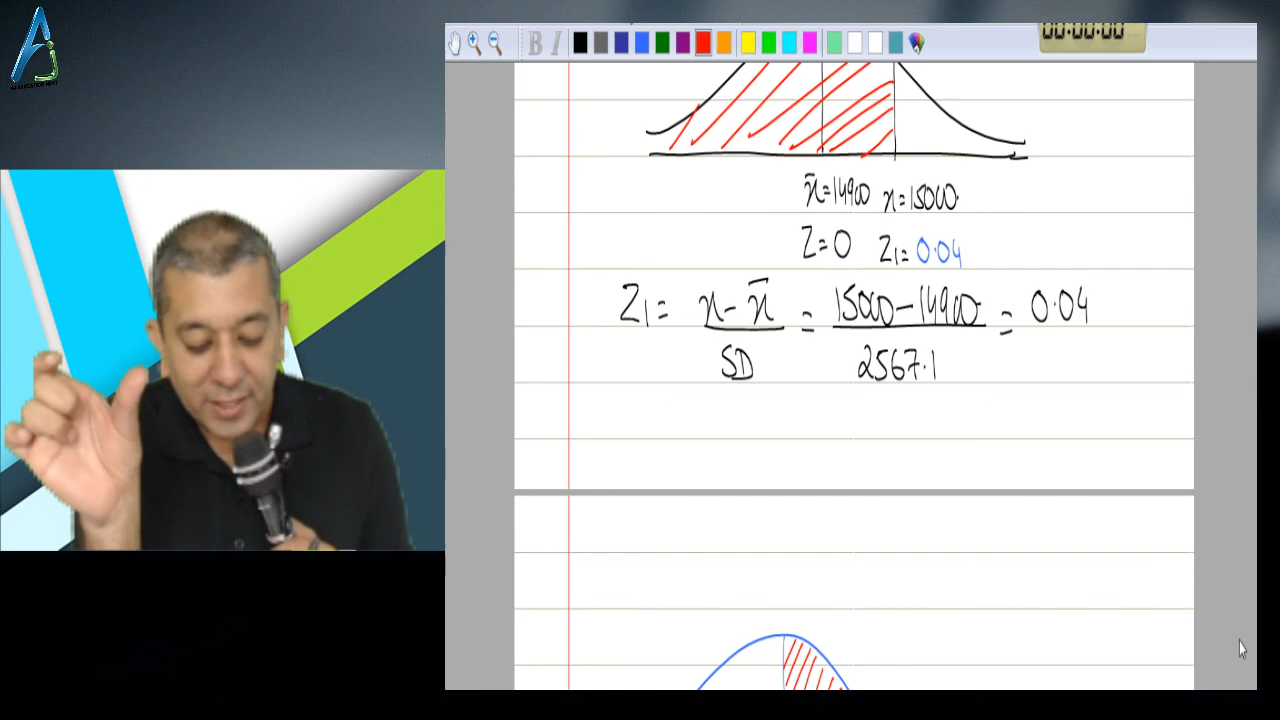 00:00:00
B I
x̄=14900 x=15000.
Z=0 Z1=0.04
Z1= x-x̄/SD = 15000-14900/2567.1 = 0.04